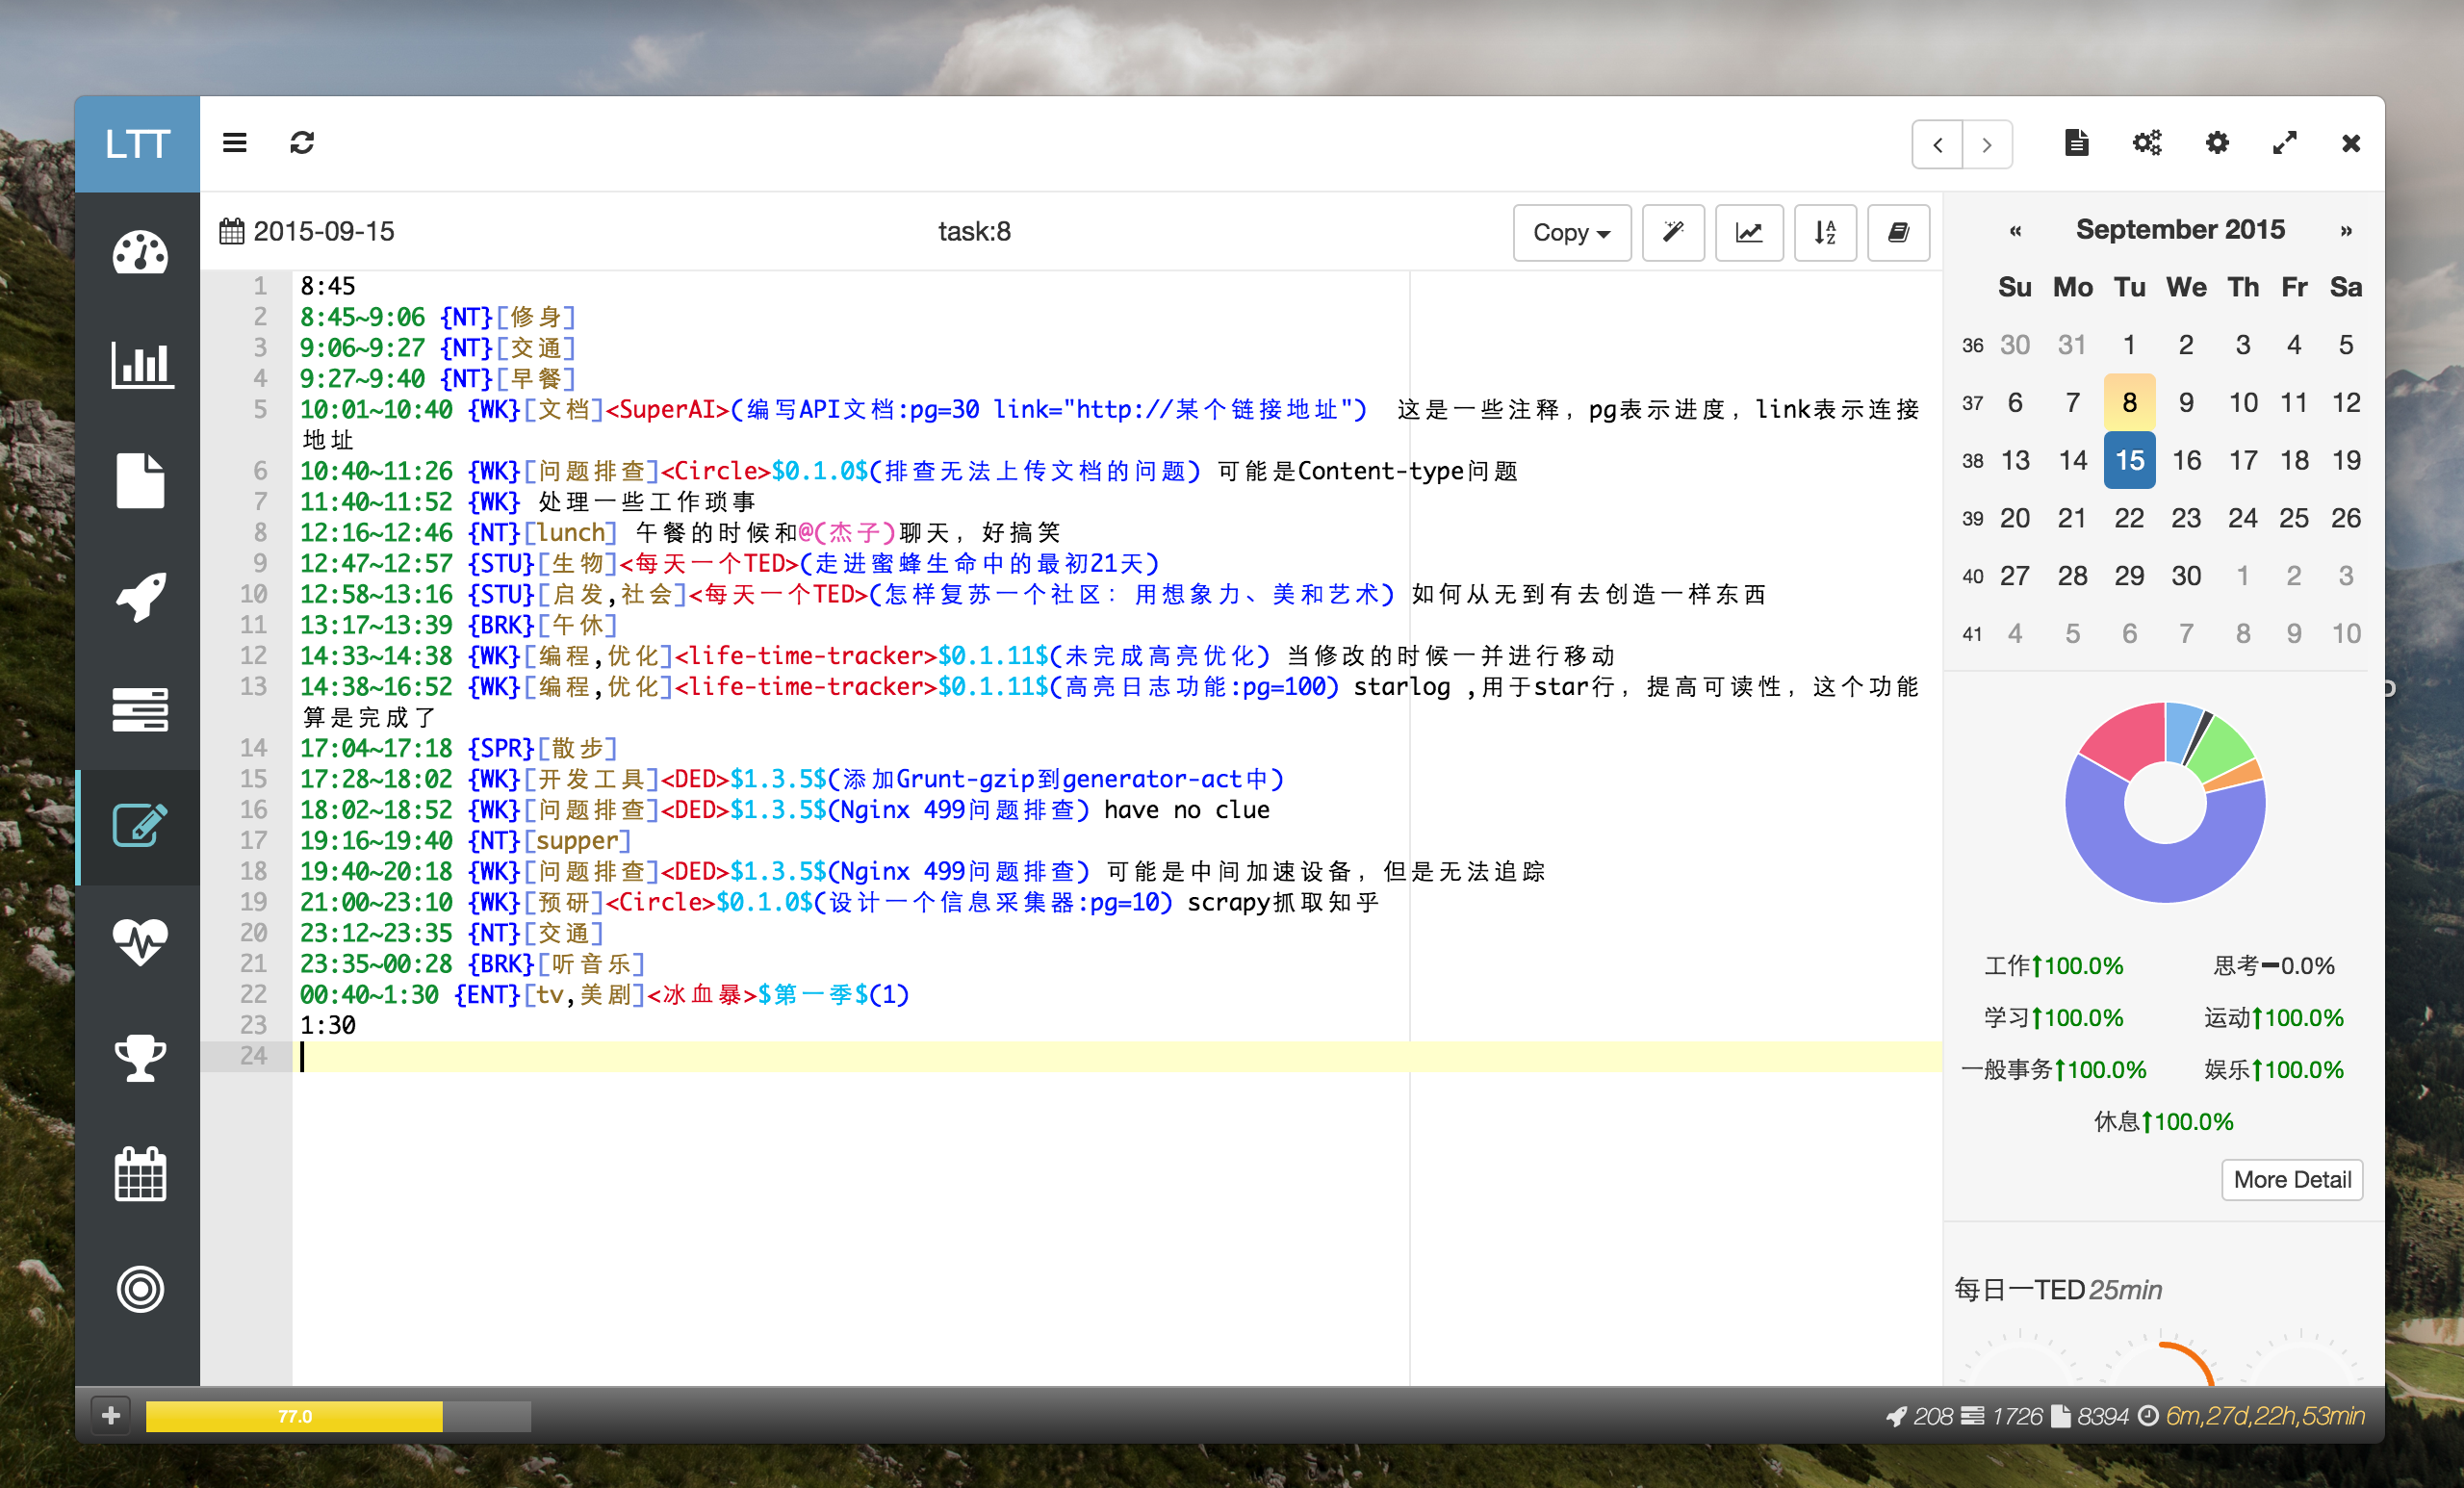 LTT
2015-09-15
task:8
Copy
1 8:45
2 8:45~9:06 {NT}[修身]
3 9:06~9:27 {NT}[交通]
4 9:27~9:40 {NT}[早餐]
5 10:01~10:40 {WK}[文档]<SuperAI>(编写API文档:pg=30 link="http://某个链接地址") 这是一些注释，pg表示进度，link表示连接
地址
6 10:40~11:26 {WK}[问题排查]<Circle>$0.1.0$(排查无法上传文档的问题) 可能是Content-type问题
7 11:40~11:52 {WK} 处理一些工作琐事
8 12:16~12:46 {NT}[lunch] 午餐的时候和@(杰子)聊天，好搞笑
9 12:47~12:57 {STU}[生物]<每天一个TED>(走进蜜蜂生命中的最初21天)
10 12:58~13:16 {STU}[启发,社会]<每天一个TED>(怎样复苏一个社区：用想象力、美和艺术) 如何从无到有去创造一样东西
11 13:17~13:39 {BRK}[午休]
12 14:33~14:38 {WK}[编程,优化]<life-time-tracker>$0.1.11$(未完成高亮优化) 当修改的时候一并进行移动
13 14:38~16:52 {WK}[编程,优化]<life-time-tracker>$0.1.11$(高亮日志功能:pg=100) starlog ,用于star行，提高可读性，这个功能
算是完成了
14 17:04~17:18 {SPR}[散步]
15 17:28~18:02 {WK}[开发工具]<DED>$1.3.5$(添加Grunt-gzip到generator-act中)
16 18:02~18:52 {WK}[问题排查]<DED>$1.3.5$(Nginx 499问题排查) have no clue
17 19:16~19:40 {NT}[supper]
18 19:40~20:18 {WK}[问题排查]<DED>$1.3.5$(Nginx 499问题排查) 可能是中间加速设备，但是无法追踪
19 21:00~23:10 {WK}[预研]<Circle>$0.1.0$(设计一个信息采集器:pg=10) scrapy抓取知乎
20 23:12~23:35 {NT}[交通]
21 23:35~00:28 {BRK}[听音乐]
22 00:40~1:30 {ENT}[tv,美剧]<冰血暴>$第一季$(1)
23 1:30
24
« September 2015 »
Su Mo Tu We Th Fr Sa
36 30 31 1 2 3 4 5
37 6 7 8 9 10 11 12
38 13 14 15 16 17 18 19
39 20 21 22 23 24 25 26
40 27 28 29 30 1 2 3
41 4 5 6 7 8 9 10
工作↑100.0% 思考–0.0%
学习↑100.0% 运动↑100.0%
一般事务↑100.0% 娱乐↑100.0%
休息↑100.0%
More Detail
每日一TED 25min
77.0
208 1726 8394 6m,27d,22h,53min